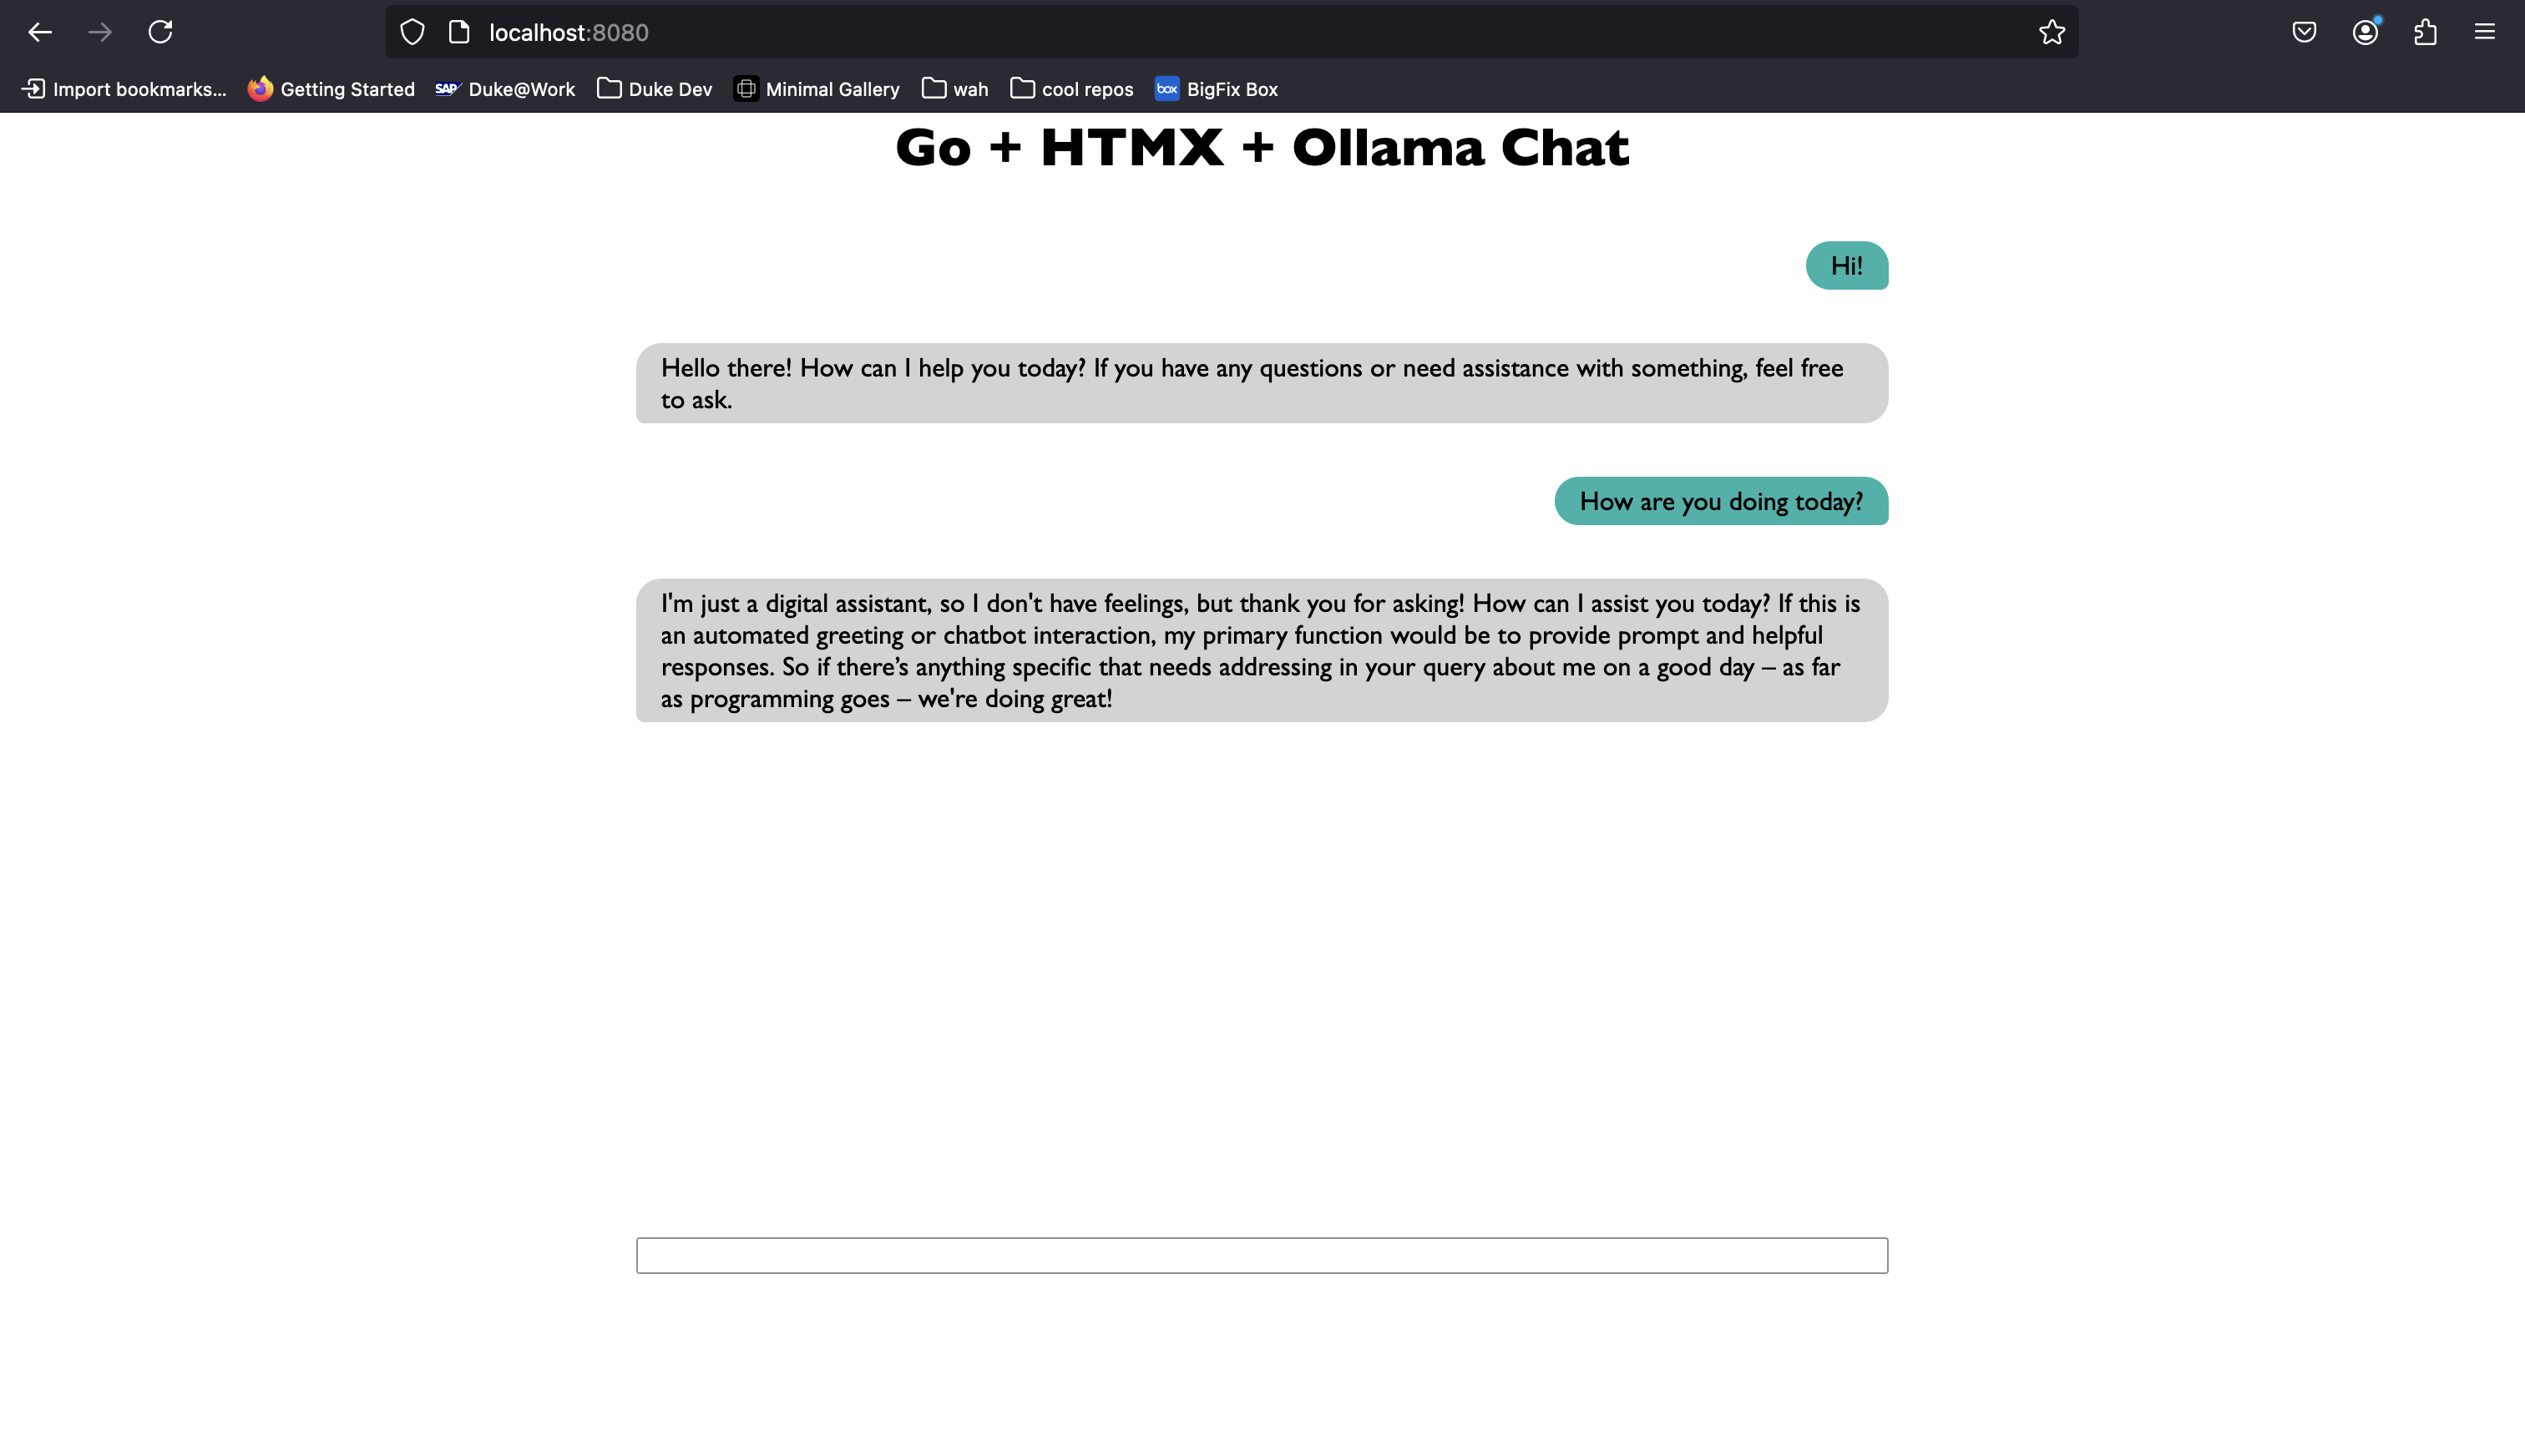 localhost:8080
Import bookmarks... Getting Started SAP Duke@Work Duke Dev Minimal Gallery wah cool repos box BigFix Box
Go + HTMX + Ollama Chat
Hi!
Hello there! How can I help you today? If you have any questions or need assistance with something, feel free
to ask.
How are you doing today?
I'm just a digital assistant, so I don't have feelings, but thank you for asking! How can I assist you today? If this is
an automated greeting or chatbot interaction, my primary function would be to provide prompt and helpful
responses. So if there’s anything specific that needs addressing in your query about me on a good day – as far
as programming goes – we're doing great!